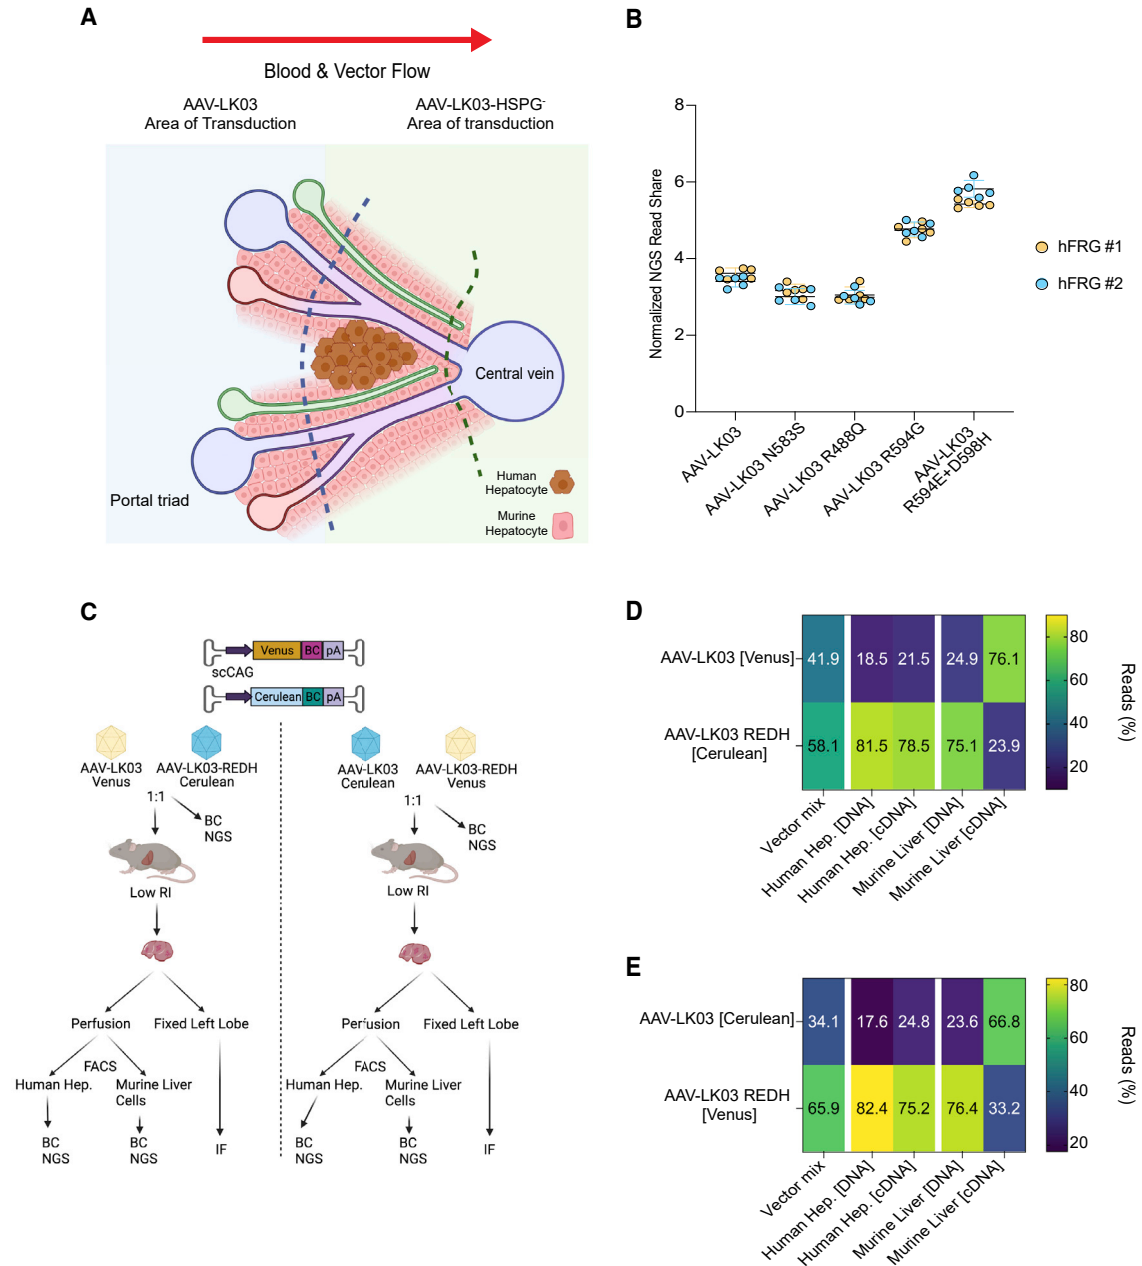 A
Blood & Vector Flow
AAV-LK03
Area of Transduction
AAV-LK03-HSPG-
Area of transduction
Central vein
Portal triad
Human
Hepatocyte
Murine
Hepatocyte
B
Normalized NGS Read Share
8
6
4
2
0
AAV-LK03
AAV-LK03 N583S
AAV-LK03 R488Q
AAV-LK03 R594G
AAV-LK03
R594E+D598H
hFRG #1
hFRG #2
C
Venus BC pA
scCAG
Cerulean BC pA
AAV-LK03
Venus
AAV-LK03-REDH
Cerulean
1:1
BC
NGS
Low RI
Perfusion
Fixed Left Lobe
FACS
Human Hep.
Murine Liver
Cells
BC
NGS
BC
NGS
IF
AAV-LK03
Cerulean
AAV-LK03-REDH
Venus
1:1
BC
NGS
Low RI
Perfusion
Fixed Left Lobe
FACS
Human Hep.
Murine Liver
Cells
BC
NGS
BC
NGS
IF
D
AAV-LK03 [Venus]
41.9 18.5 21.5 24.9 76.1
AAV-LK03 REDH
[Cerulean]
58.1 81.5 78.5 75.1 23.9
Vector mix
Human Hep. [DNA]
Human Hep. [cDNA]
Murine Liver [DNA]
Murine Liver [cDNA]
80
60
40
20
Reads (%)
E
AAV-LK03 [Cerulean]
34.1 17.6 24.8 23.6 66.8
AAV-LK03 REDH
[Venus]
65.9 82.4 75.2 76.4 33.2
Vector mix
Human Hep. [DNA]
Human Hep. [cDNA]
Murine Liver [DNA]
Murine Liver [cDNA]
80
60
40
20
Reads (%)